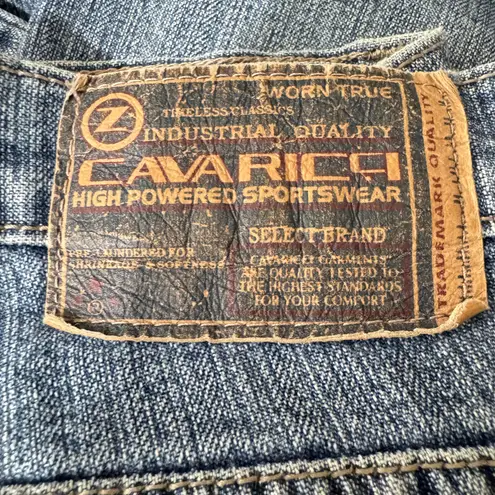 Z
WORN TRUE
TIMELESS CLASSICS
INDUSTRIAL QUALITY
CAVARICCI
HIGH POWERED SPORTSWEAR
SELECT BRAND
PRE-LAUNDERED FOR
SHRINKAGE & SOFTNESS
CAVARICCI GARMENTS
ARE QUALITY TESTED TO
THE HIGHEST STANDARDS
FOR YOUR COMFORT
TRADEMARK QUALITY